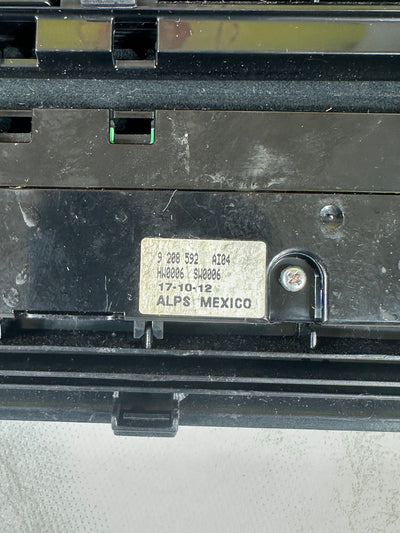 9 208 592 AI04
HW0006 SW0006
17-10-12
ALPS MEXICO